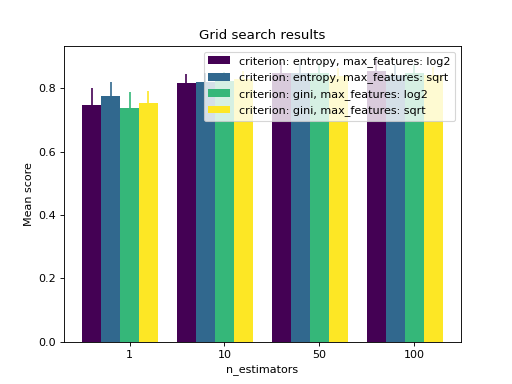 Grid search results
criterion: entropy, max_features: log2
criterion: entropy, max_features: sqrt
criterion: gini, max_features: log2
criterion: gini, max_features: sqrt
Mean score
0.8
0.6
0.4
0.2
0.0
1 10 50 100
n_estimators